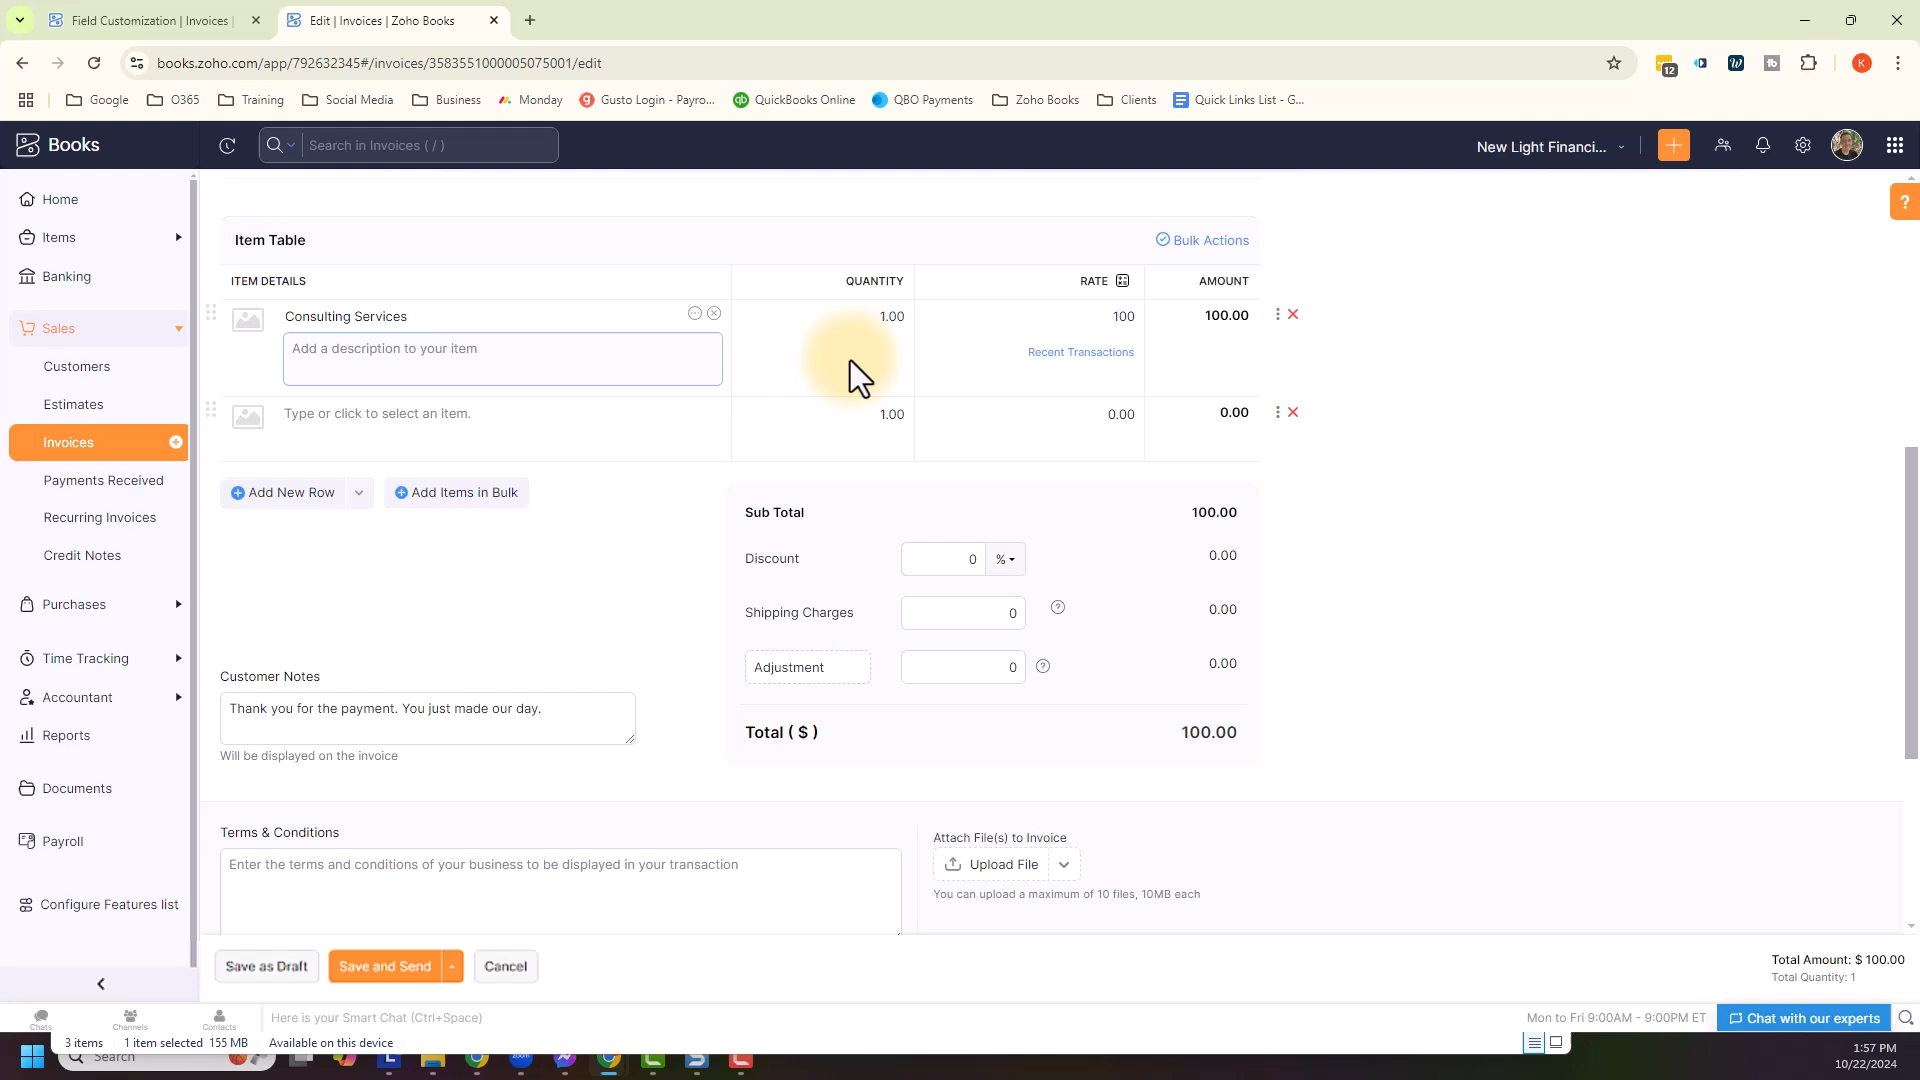 Field Customization | Invoices |
Edit | Invoices | Zoho Books
books.zoho.com/app/792632345#/invoices/3583551000005075001/edit
12
K
Google
O365
Training
Social Media
Business
Monday
Gusto Login - Payro...
QuickBooks Online
QBO Payments
Zoho Books
Clients
Quick Links List - G...
Books
Search in Invoices ( / )
New Light Financi...
Home
Items
Banking
Sales
Customers
Estimates
Invoices
Payments Received
Recurring Invoices
Credit Notes
Purchases
Time Tracking
Accountant
Reports
Documents
Payroll
Configure Features list
Item Table
Bulk Actions
ITEM DETAILS QUANTITY RATE AMOUNT
Consulting Services 1.00 100 100.00
Add a description to your item
Recent Transactions
Type or click to select an item. 1.00 0.00 0.00
Add New Row
Add Items in Bulk
Sub Total 100.00
Discount 0 % 0.00
Shipping Charges 0 0.00
Adjustment 0 0.00
Total ( $ ) 100.00
Customer Notes
Thank you for the payment. You just made our day.
Will be displayed on the invoice
Terms & Conditions
Enter the terms and conditions of your business to be displayed in your transaction
Attach File(s) to Invoice
Upload File
You can upload a maximum of 10 files, 10MB each
Save as Draft
Save and Send
Cancel
Total Amount: $ 100.00
Total Quantity: 1
Chats
Channels
Contacts
Here is your Smart Chat (Ctrl+Space)
Mon to Fri 9:00AM - 9:00PM ET
Chat with our experts
3 items 1 item selected 155 MB Available on this device
Search
1:57 PM
10/22/2024